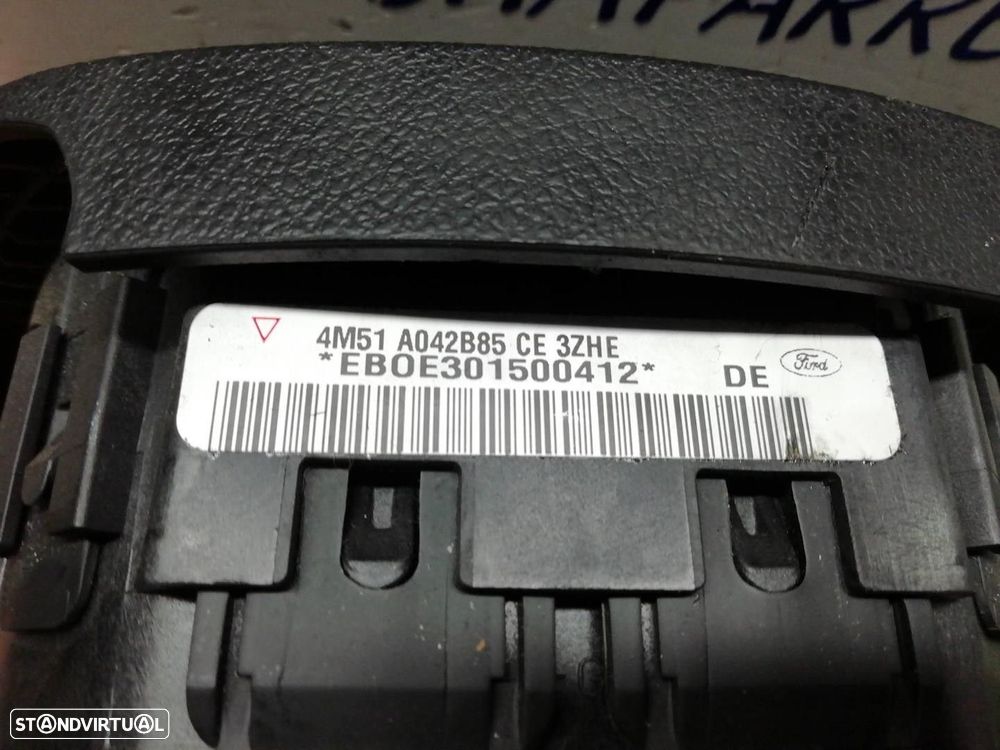 4M51 A042B85 CE 3ZHE
*EBOE301500412* DE Ford
STANDVIRTUAL